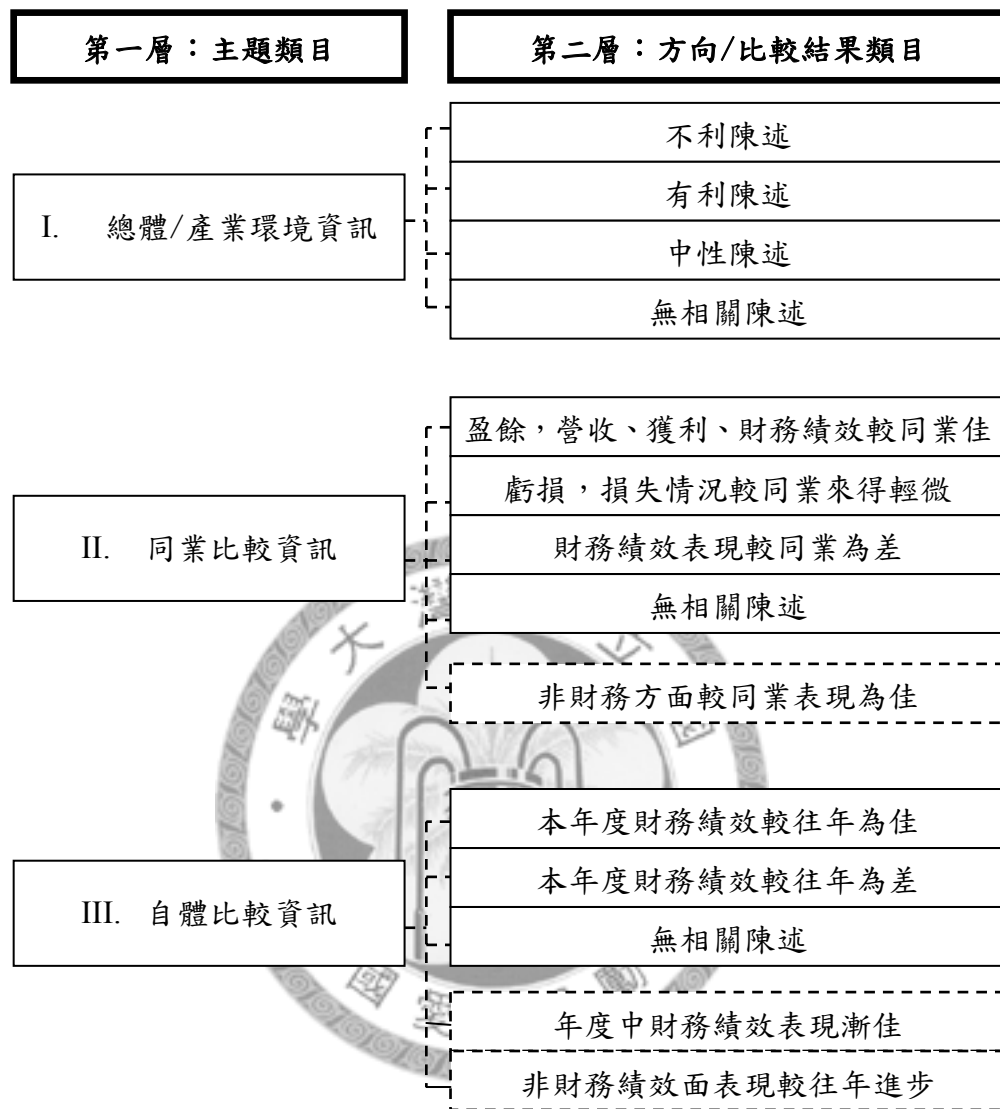 第一層：主題類目
第二層：方向/比較結果類目
I. 總體/產業環境資訊
不利陳述
有利陳述
中性陳述
無相關陳述
II. 同業比較資訊
盈餘，營收、獲利、財務績效較同業佳
虧損，損失情況較同業來得輕微
財務績效表現較同業為差
無相關陳述
非財務方面較同業表現為佳
III. 自體比較資訊
本年度財務績效較往年為佳
本年度財務績效較往年為差
無相關陳述
年度中財務績效表現漸佳
非財務績效面表現較往年進步